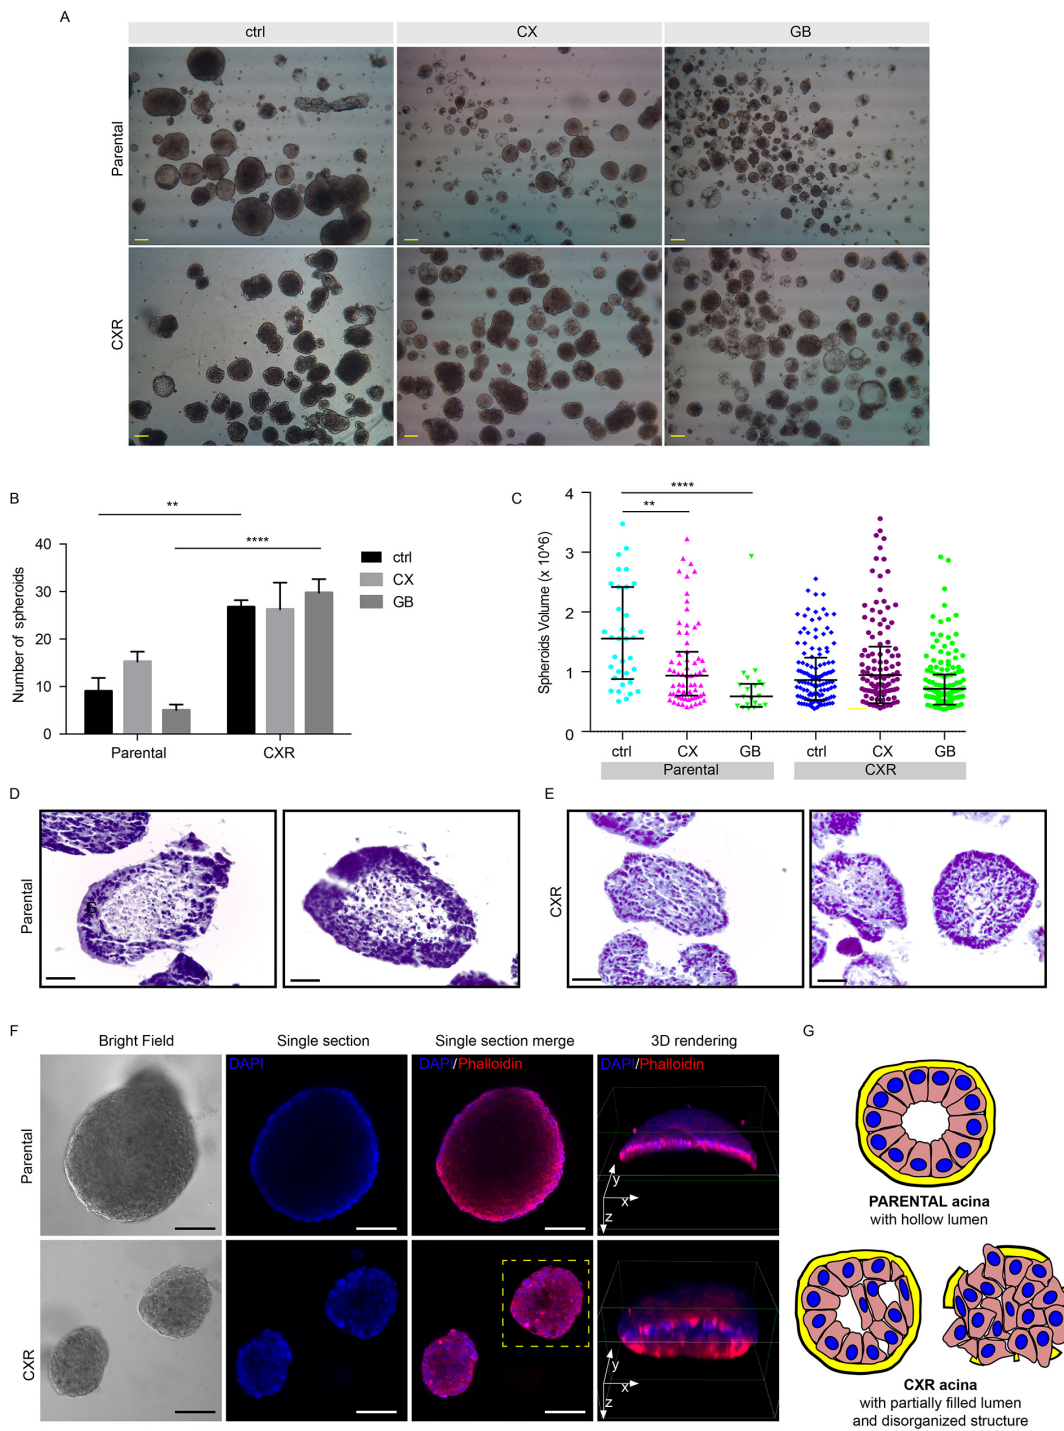 A
ctrl
CX
GB
Parental
CXR
B
**
****
40
30
20
10
0
Number of spheroids
ctrl
CX
GB
Parental
CXR
C
****
**
4
3
2
1
0
Spheroids Volume (x 10^6)
ctrl
CX
GB
ctrl
CX
GB
Parental
CXR
D
Parental
E
CXR
F
Bright Field
Single section
Single section merge
3D rendering
Parental
DAPI
DAPI/Phalloidin
DAPI/Phalloidin
y
x
z
CXR
y
x
z
G
PARENTAL acina
with hollow lumen
CXR acina
with partially filled lumen
and disorganized structure